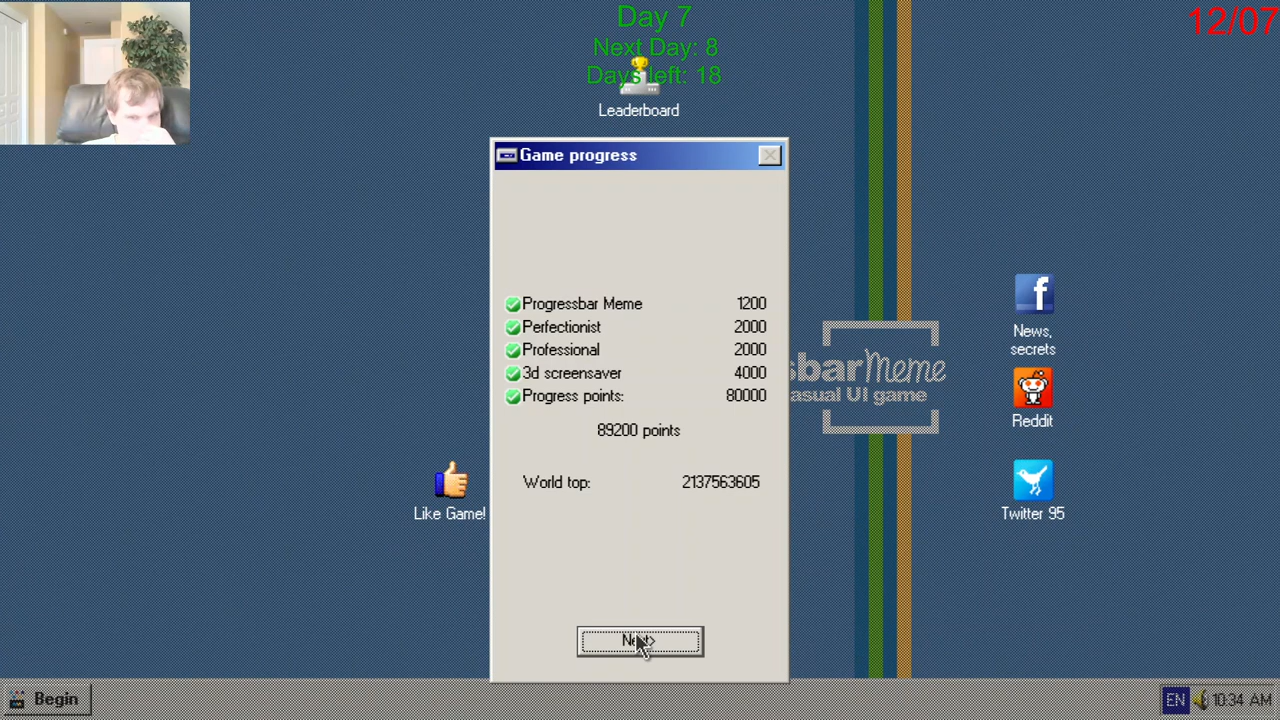 Day 7
Next Day: 8
Days left: 18
12/07
Leaderboard
Game progress
Progressbar Meme 1200
Perfectionist 2000
Professional 2000
3d screensaver 4000
Progress points: 80000
89200 points
World top: 2137563605
Next>
sbarMeme
asual UI game
News,
secrets
Reddit
Like Game!
Twitter 95
Begin
EN 10:34 AM